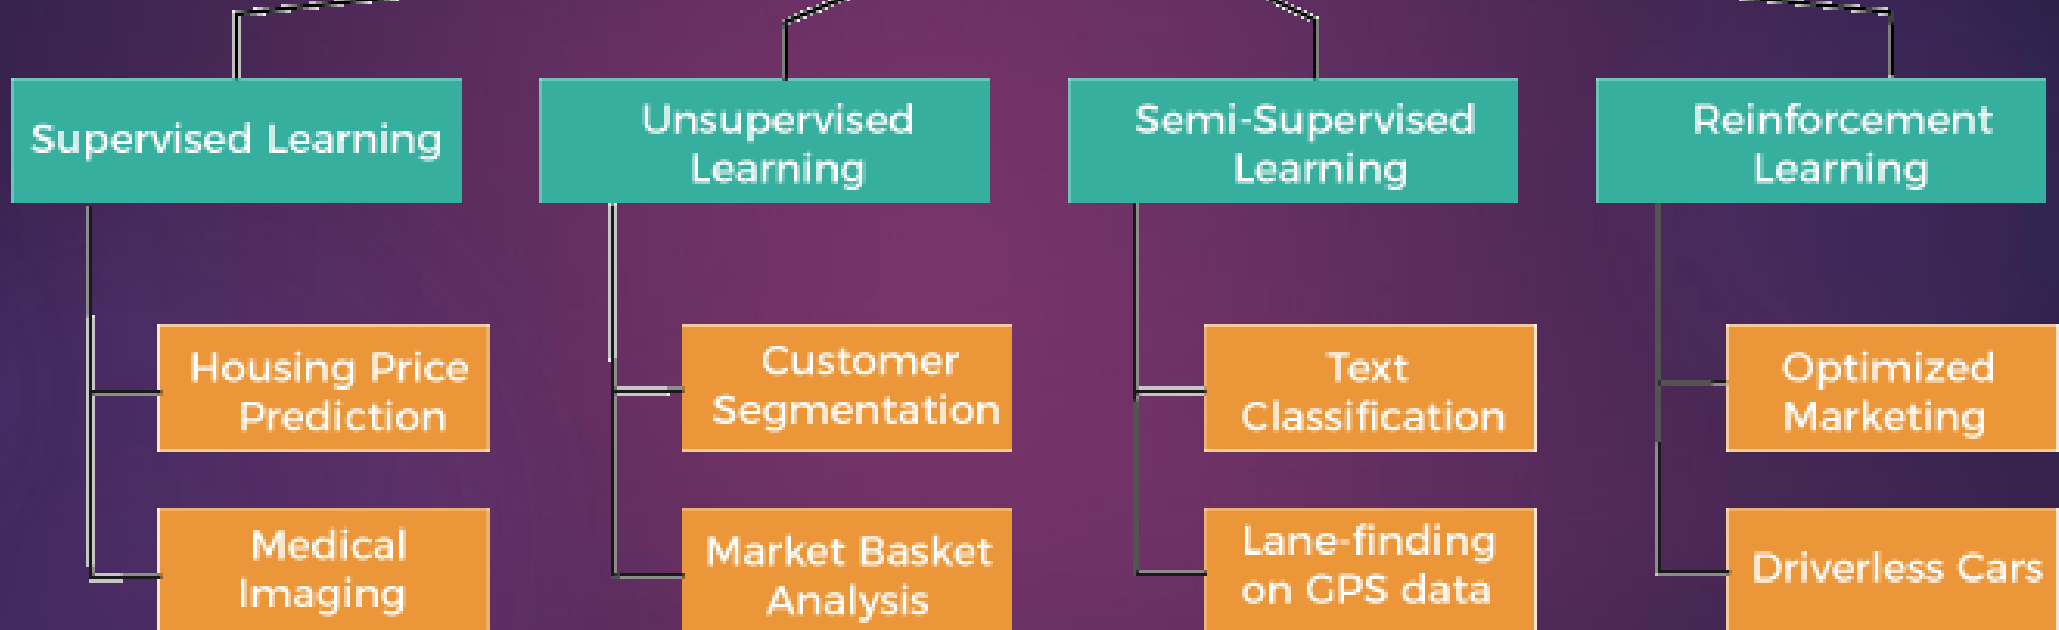 Supervised Learning
Unsupervised
Learning
Semi-Supervised
Learning
Reinforcement
Learning
Housing Price
Prediction
Customer
Segmentation
Text
Classification
Optimized
Marketing
Medical
Imaging
Market Basket
Analysis
Lane-finding
on GPS data
Driverless Cars